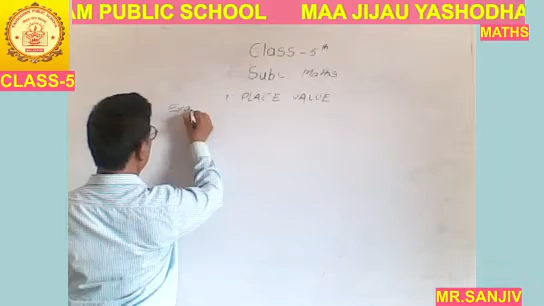 AM PUBLIC SCHOOL MAA JIJAU YASHODHA
MATHS
CLASS-5
Class - 5th
Sub:- Maths
1 PLACE VALUE
MR.SANJIV